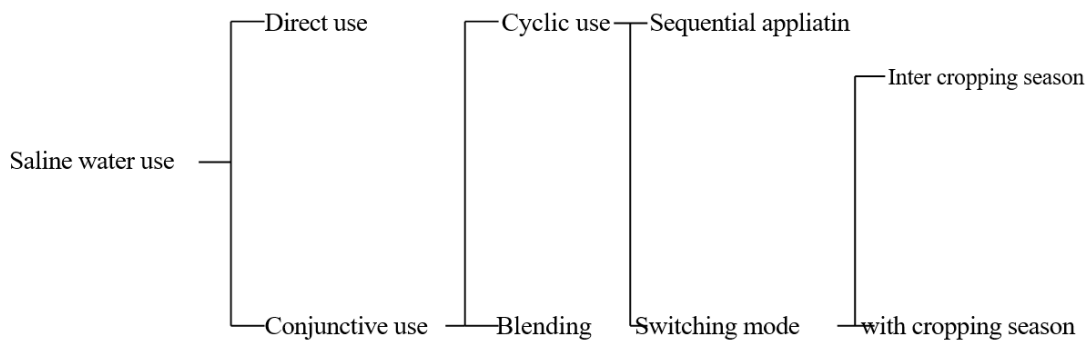 Direct use
Cyclic use
Sequential appliatin
Inter cropping season
Saline water use
Conjunctive use
Blending
Switching mode
with cropping season